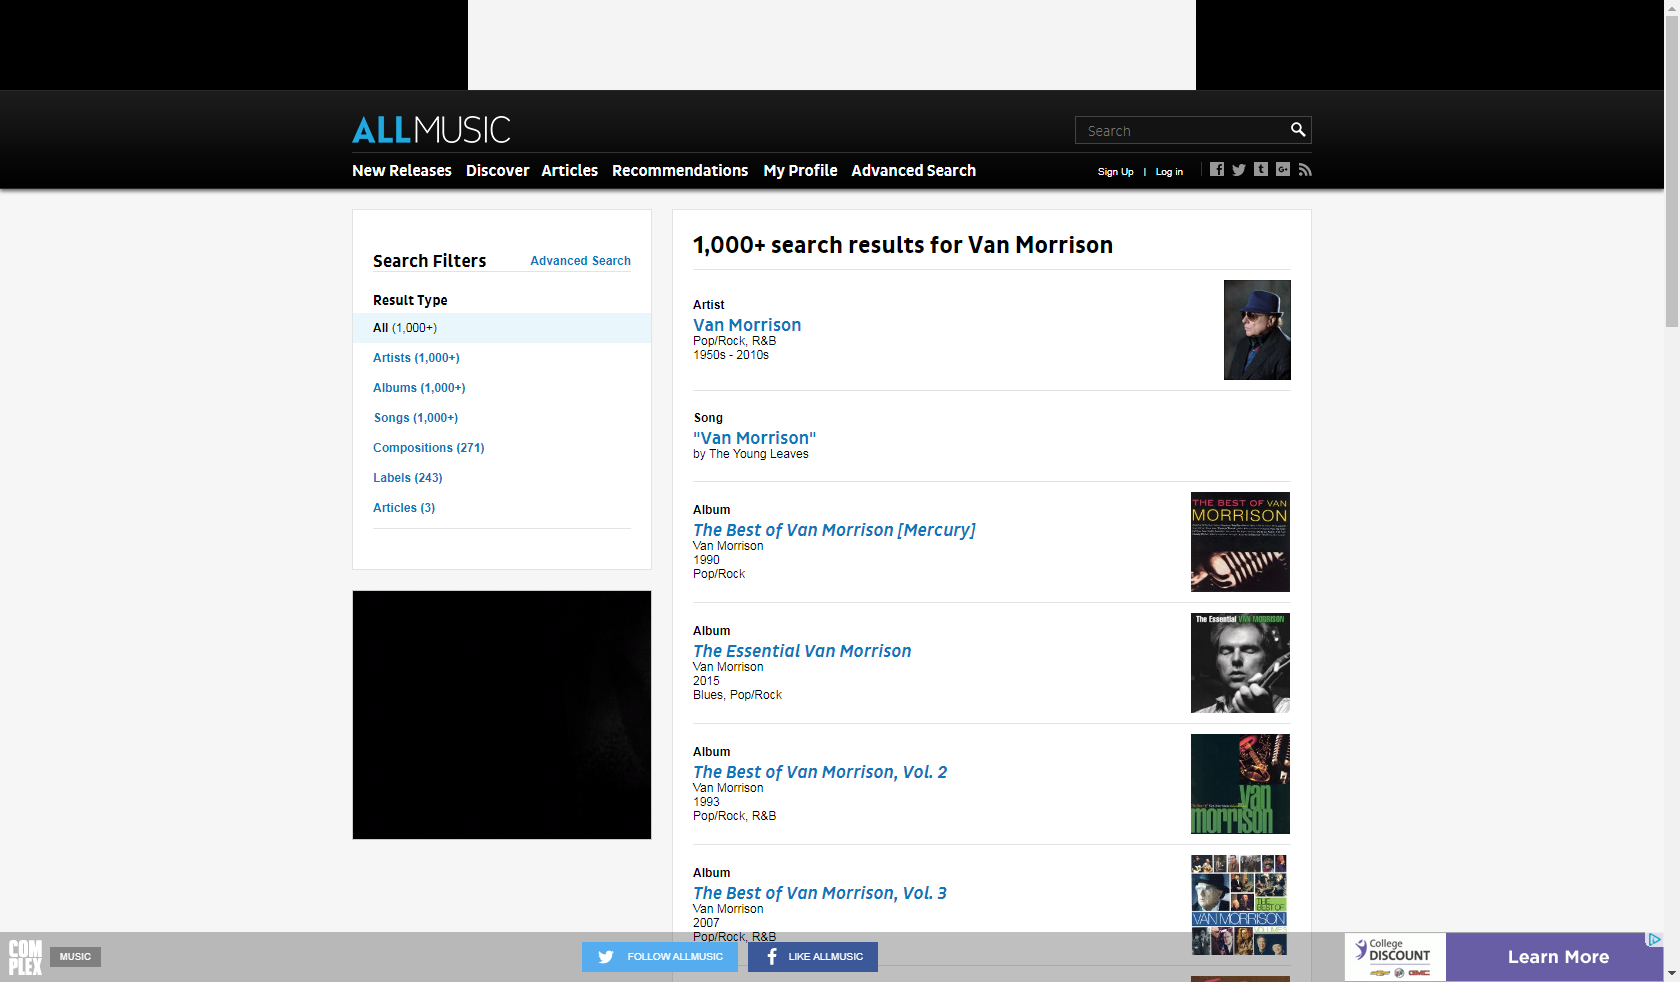 ALLMUSIC
Search
New Releases Discover Articles Recommendations My Profile Advanced Search
Sign Up | Log in
Search Filters
Advanced Search
Result Type
All (1,000+)
Artists (1,000+)
Albums (1,000+)
Songs (1,000+)
Compositions (271)
Labels (243)
Articles (3)
1,000+ search results for Van Morrison
Artist
Van Morrison
Pop/Rock, R&B
1950s - 2010s
Song
"Van Morrison"
by The Young Leaves
Album
The Best of Van Morrison [Mercury]
Van Morrison
1990
Pop/Rock
THE BEST OF VAN
MORRISON
Album
The Essential Van Morrison
Van Morrison
2015
Blues, Pop/Rock
The Essential VAN MORRISON
Album
The Best of Van Morrison, Vol. 2
Van Morrison
1993
Pop/Rock, R&B
van
morrison
Album
The Best of Van Morrison, Vol. 3
Van Morrison
2007
Pop/Rock, R&B
THE
BEST OF
VAN MORRISON
COM
PLEX
MUSIC
FOLLOW ALLMUSIC
LIKE ALLMUSIC
College
DISCOUNT
Learn More